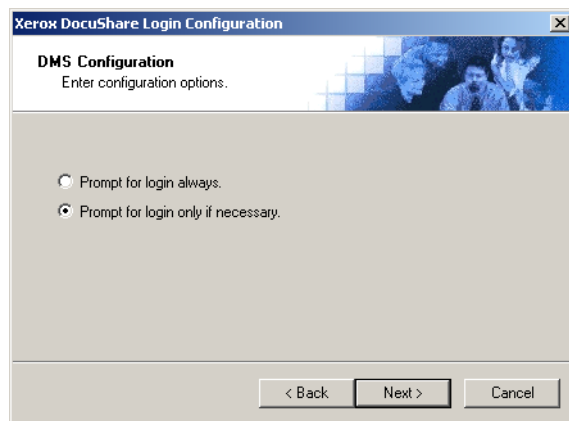 Xerox DocuShare Login Configuration
DMS Configuration
Enter configuration options.
Prompt for login always.
Prompt for login only if necessary.
< Back Next > Cancel